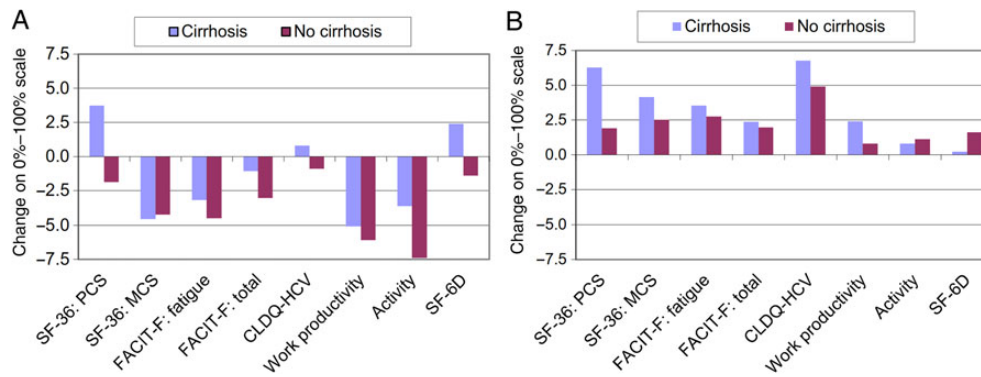 A
Cirrhosis
No cirrhosis
Change on 0%–100% scale
7.5
5.0
2.5
0.0
–2.5
–5.0
–7.5
SF-36: PCS
SF-36: MCS
FACIT-F: fatigue
FACIT-F: total
CLDQ-HCV
Work productivity
Activity
SF-6D
B
Cirrhosis
No cirrhosis
Change on 0%–100% scale
7.5
5.0
2.5
0.0
–2.5
–5.0
–7.5
SF-36: PCS
SF-36: MCS
FACIT-F: fatigue
FACIT-F: total
CLDQ-HCV
Work productivity
Activity
SF-6D